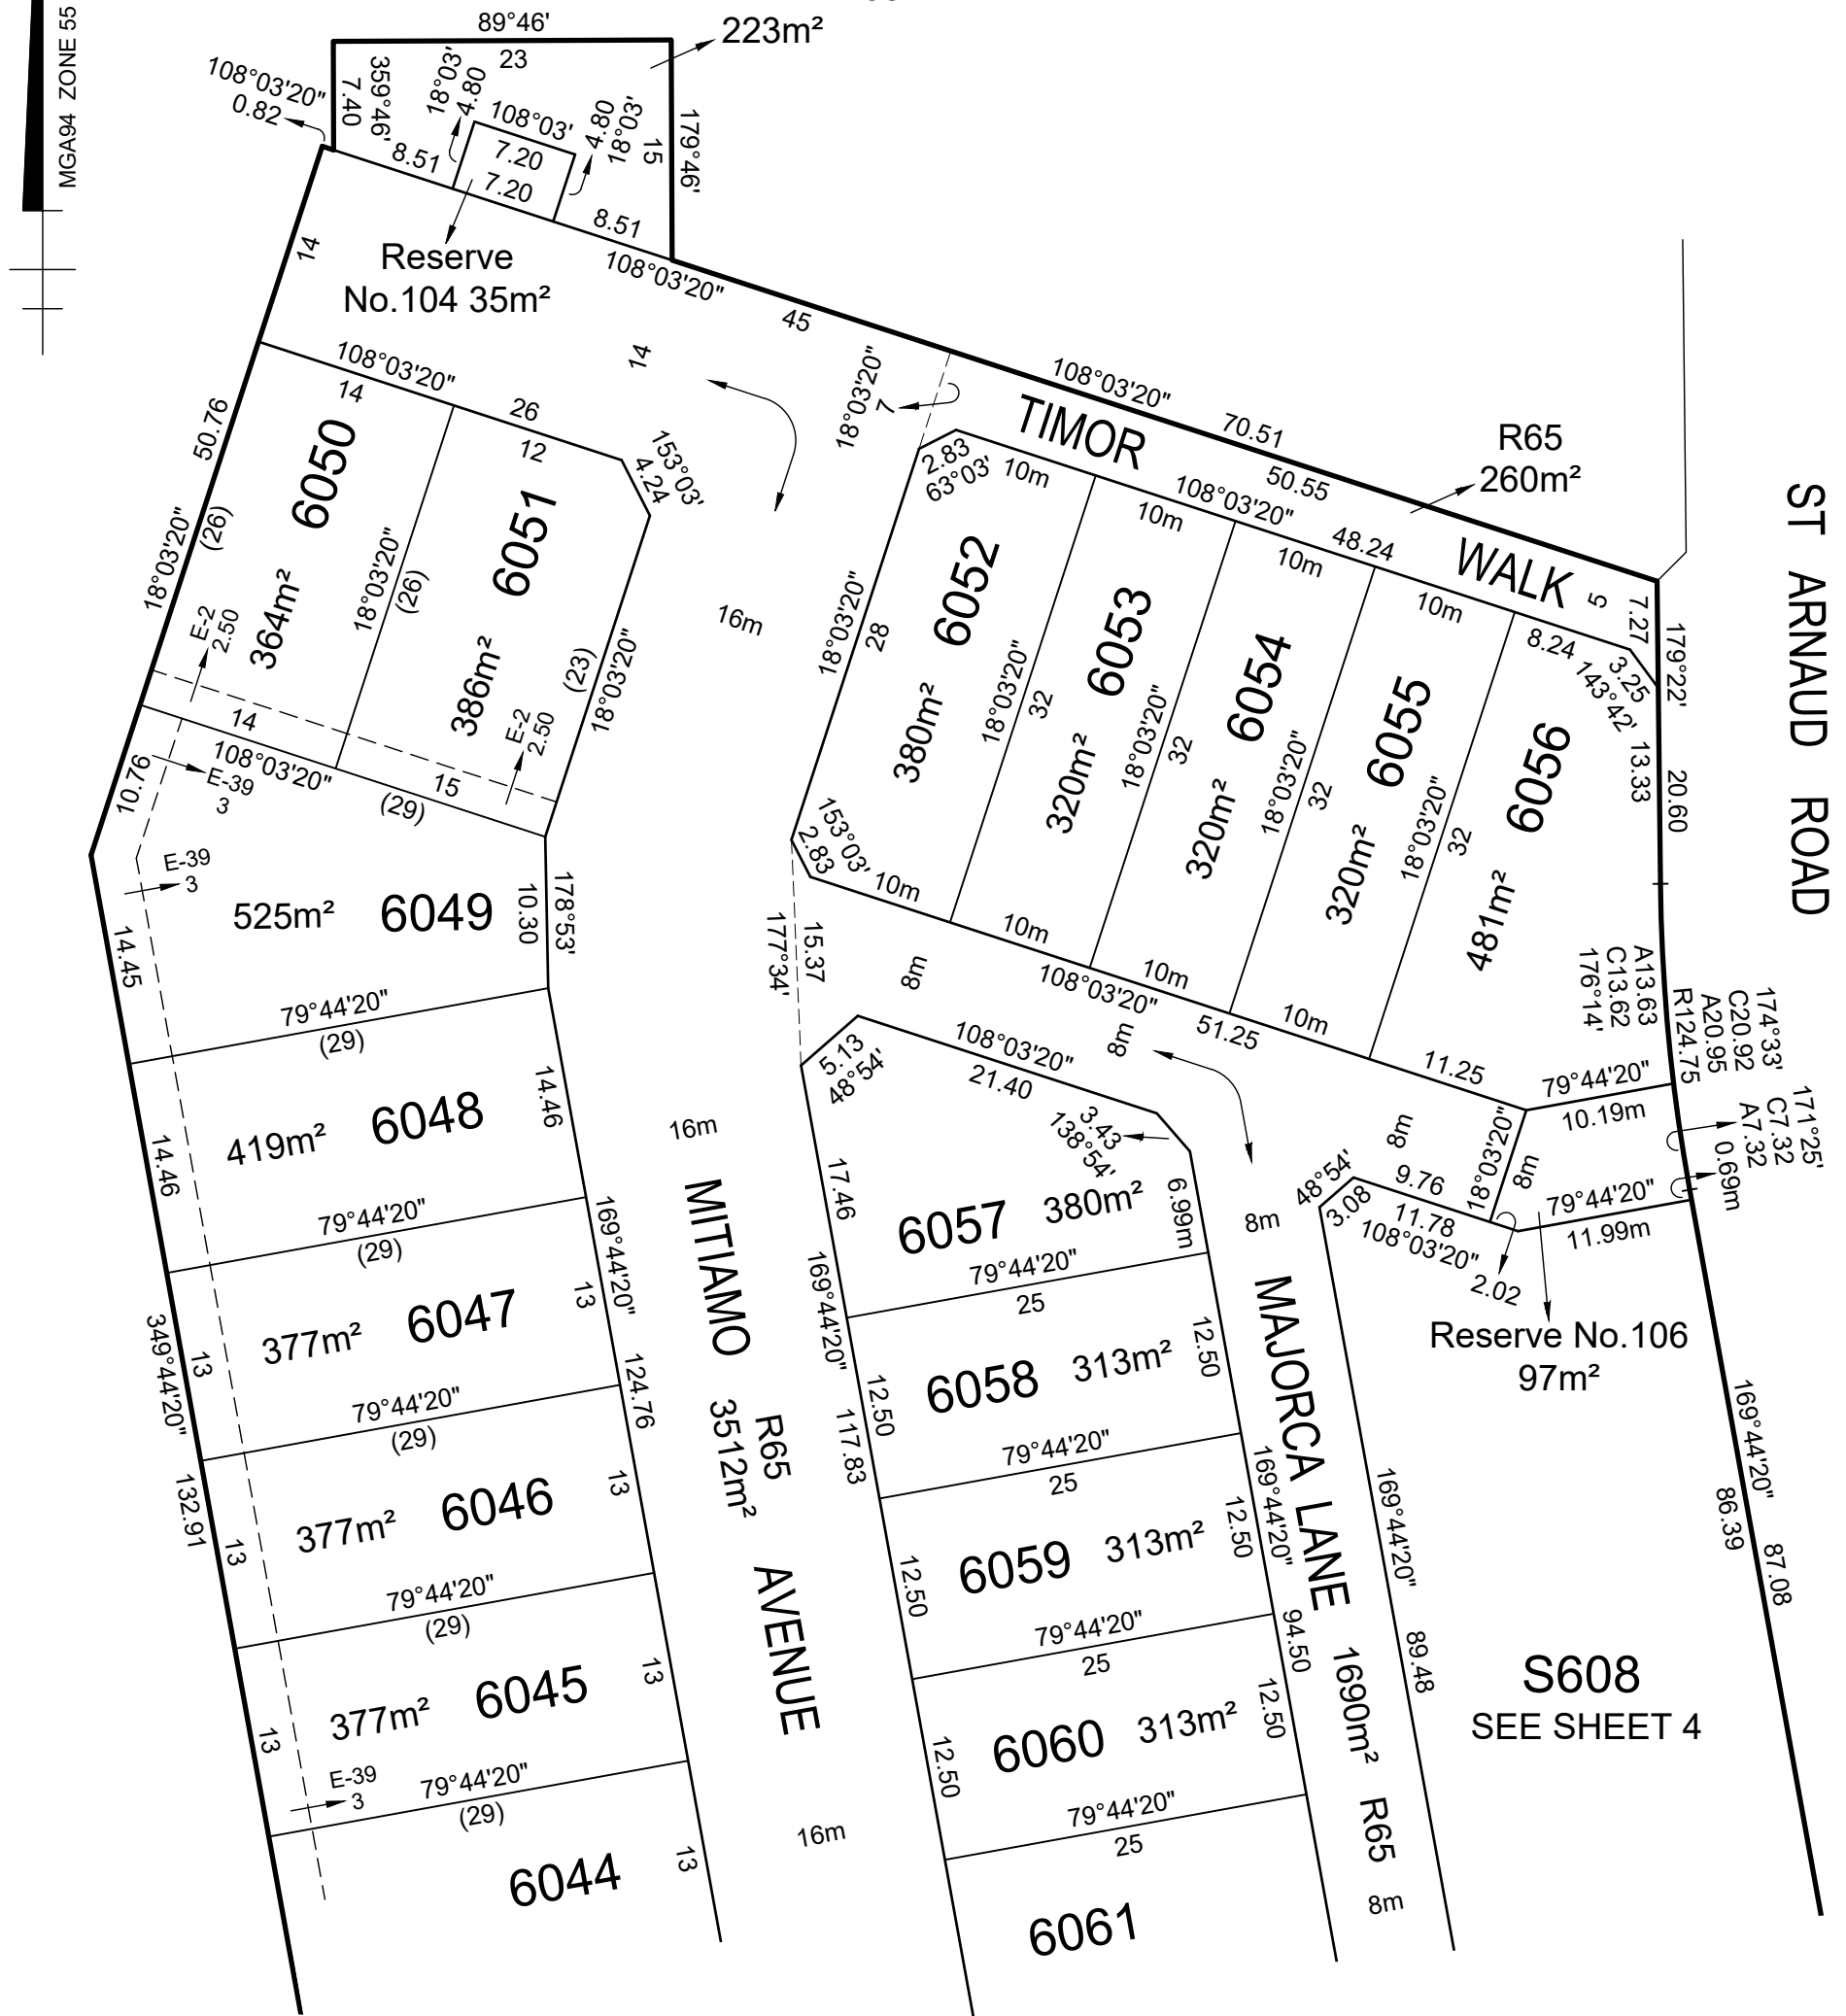 MGA94 ZONE 55
89°46'
23
223m²
108°03'20"
0.82
7.40
359°46'
18°03'
4.80
108°03'
7.20
7.20
4.80
18°03'
15
179°46'
8.51
8.51
14
Reserve
No.104 35m²
108°03'20"
45
14
18°03'20"
7
108°03'20"
70.51
50.55
TIMOR
WALK
R65
260m²
ST ARNAUD ROAD
108°03'20"
14
26
12
153°03'
4.24
50.76
18°03'20"
(26)
6050
364m²
E-2
2.50
18°03'20"
(26)
6051
386m²
E-2
2.50
(23)
18°03'20"
16m
2.83
63°03'
10m
10m
108°03'20"
10m
48.24
10m
8.24
5
7.27
3.25
143°42'
179°22'
13.33
20.60
18°03'20"
28
6052
380m²
18°03'20"
32
6053
320m²
18°03'20"
32
6054
320m²
18°03'20"
32
6055
320m²
18°03'20"
32
6056
481m²
14
108°03'20"
15
(29)
10.76
E-39
3
E-39
3
525m²
6049
10.30
178°53'
14.45
153°03'
2.83
10m
10m
10m
10m
108°03'20"
51.25
11.25
15.37
177°34'
8m
8m
A13.63
C13.62
176°14'
174°33'
C20.92
A20.95
R124.75
171°25'
C7.32
A7.32
0.69m
79°44'20"
10.19m
79°44'20"
(29)
5.13
48°54'
108°03'20"
21.40
3.43
138°54'
8m
18°03'20"
8m
48°54'
3.08
9.76
11.78
108°03'20"
79°44'20"
11.99m
2.02
Reserve No.106
97m²
14.46
419m²
6048
14.46
16m
17.46
6057
380m²
6.99m
8m
79°44'20"
(29)
169°44'20"
MITIAMO
AVENUE
R65
3512m²
169°44'20"
79°44'20"
25
MAJORCA LANE 1690m² R65
349°44'20"
132.91
13
377m²
6047
13
124.76
12.50
117.83
6058
313m²
12.50
79°44'20"
(29)
79°44'20"
25
169°44'20"
94.50
169°44'20"
89.48
169°44'20"
86.39
87.08
13
377m²
6046
13
12.50
6059
313m²
12.50
79°44'20"
(29)
79°44'20"
25
13
377m²
6045
13
12.50
6060
313m²
12.50
S608
SEE SHEET 4
E-39
3
79°44'20"
(29)
16m
79°44'20"
25
6044
13
6061
8m